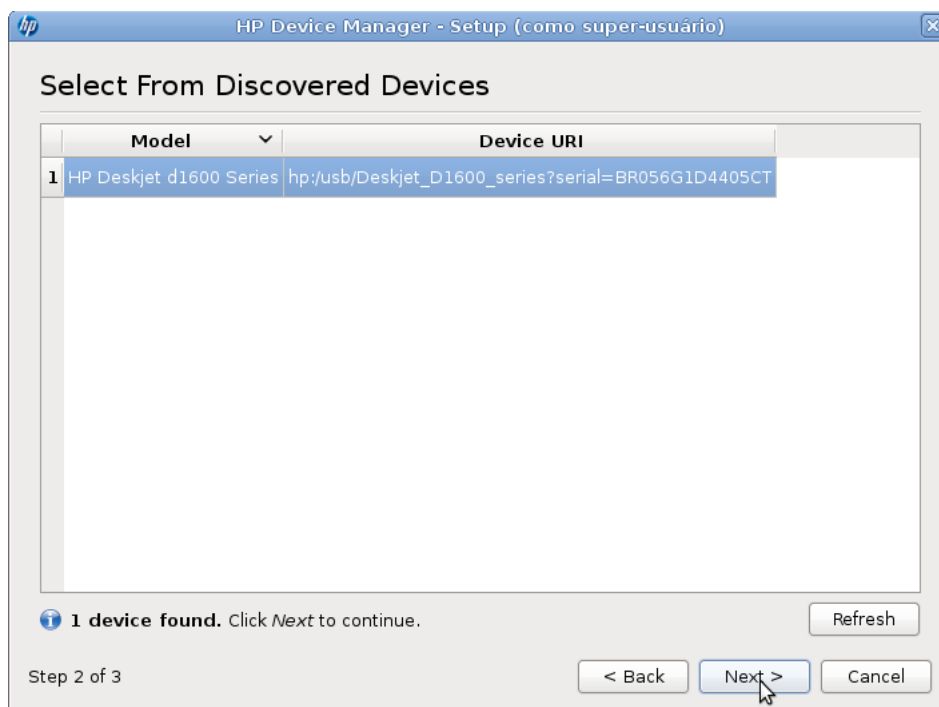 hp HP Device Manager - Setup (como super-usuário)
Select From Discovered Devices
Model Device URI
1 HP Deskjet d1600 Series hp:/usb/Deskjet_D1600_series?serial=BR056G1D4405CT
1 device found. Click Next to continue. Refresh
Step 2 of 3 < Back Next > Cancel